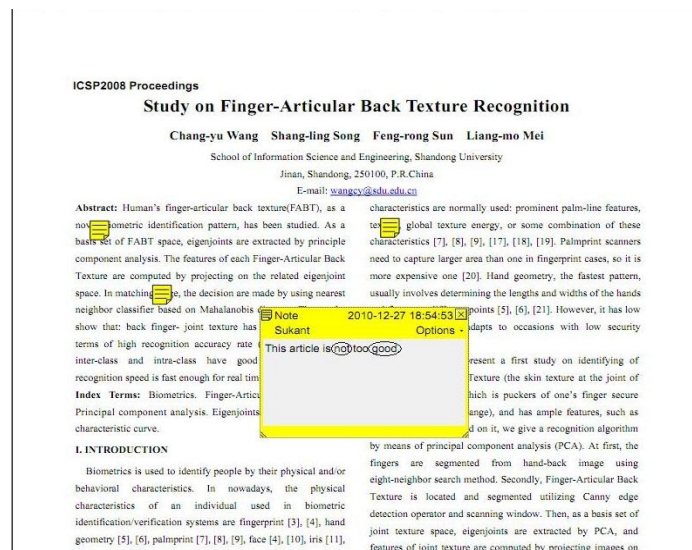 ICSP2008 Proceedings
Study on Finger-Articular Back Texture Recognition
Chang-yu Wang Shang-ling Song Feng-rong Sun Liang-mo Mei
School of Information Science and Engineering, Shandong University
Jinan, Shandong, 250100, P.R.China
E-mail: wangcy@sdu.edu.cn
Abstract: Human's finger-articular back texture(FABT), as a
biometric identification pattern, has been studied. As a
basis set of FABT space, eigenjoints are extracted by principle
component analysis. The features of each Finger-Articular Back
Texture are computed by projecting on the related eigenjoint
space. In matching, the decision are made by using nearest
neighbor classifier based on Mahalanobis
show that: back finger- joint texture has
terms of high recognition accuracy rate
inter-class and intra-class have good
recognition speed is fast enough for real
Index Terms: Biometrics. Finger-
Principal component analysis. Eigenjoints
characteristic curve.
I. INTRODUCTION
Biometrics is used to identify people by their physical and/or
behavioral characteristics. In nowadays, the physical
characteristics of an individual used in biometric
identification/verification systems are fingerprint [3], [4], hand
geometry [5], [6], palmprint [7], [8], [9], face [4], [10], iris [11],
characteristics are normally used: prominent palm-line features,
global texture energy, or some combination of these
characteristics [7], [8], [9], [17], [18], [19]. Palmprint scanners
need to capture larger area than one in fingerprint cases, so it is
more expensive one [20]. Hand geometry, the fastest pattern,
usually involves determining the lengths and widths of the hands
points [5], [6], [21]. However, it has low
adapts to occasions with low security
present a first study on identifying of
Texture (the skin texture at the joint of
which is puckers of one's finger secure
and has ample features, such as
on it, we give a recognition algorithm
by means of principal component analysis (PCA). At first, the
fingers are segmented from hand-back image using
eight-neighbor search method. Secondly, Finger-Articular Back
Texture is located and segmented utilizing Canny edge
detection operator and scanning window. Then, as a basis set of
joint texture space, eigenjoints are extracted by PCA, and
features of joint texture are computed by projecting images on
Note 2010-12-27 18:54:53
Sukant Options
This article is not too good.